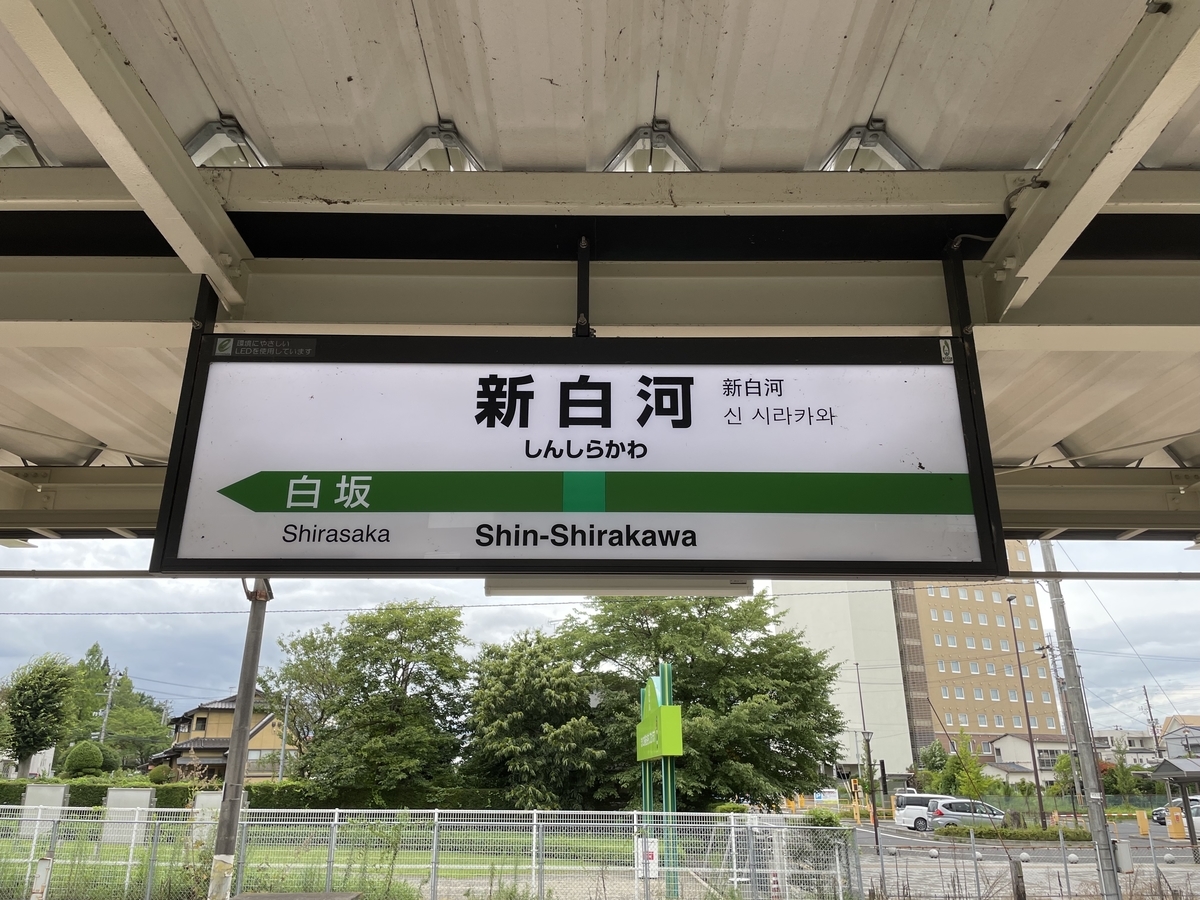 環境にやさしい
LEDを使用しています
新白河
新白河
신 시라카와
しんしらかわ
白坂
Shirasaka
Shin-Shirakawa